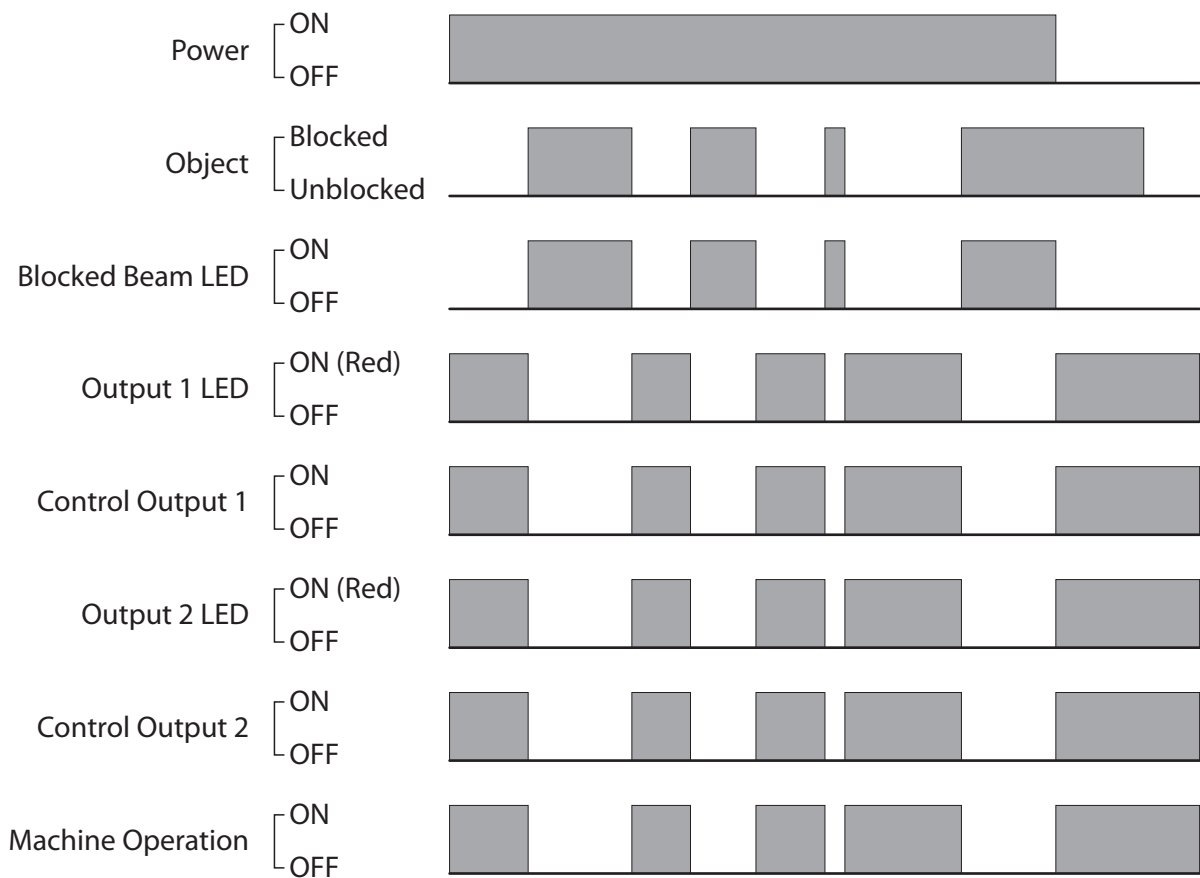 Power
ON
OFF
Object
Blocked
Unblocked
Blocked Beam LED
ON
OFF
Output 1 LED
ON (Red)
OFF
Control Output 1
ON
OFF
Output 2 LED
ON (Red)
OFF
Control Output 2
ON
OFF
Machine Operation
ON
OFF